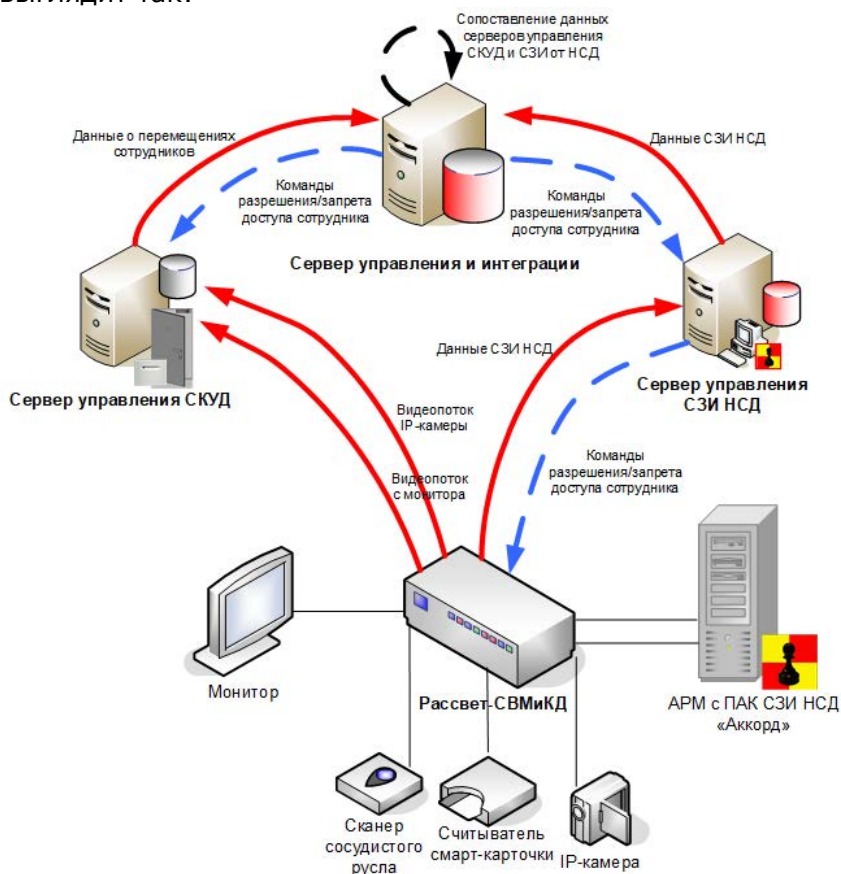 выглядит так:
Сопоставление данных
серверов управления
СКУД и СЗИ от НСД
Данные о перемещениях
сотрудников
Данные СЗИ НСД
Команды
разрешения/запрета
доступа сотрудника
Команды
разрешения/запрета
доступа сотрудника
Сервер управления и интеграции
Данные СЗИ НСД
Сервер управления СКУД
Сервер управления
СЗИ НСД
Видеопоток
IP-камеры
Команды
разрешения/запрета
доступа сотрудника
Видеопоток
с монитора
Монитор
Рассвет-СВМиКД
АРМ с ПАК СЗИ НСД
«Аккорд»
Сканер
сосудистого
русла
Считыватель
смарт-карточки
IP-камера